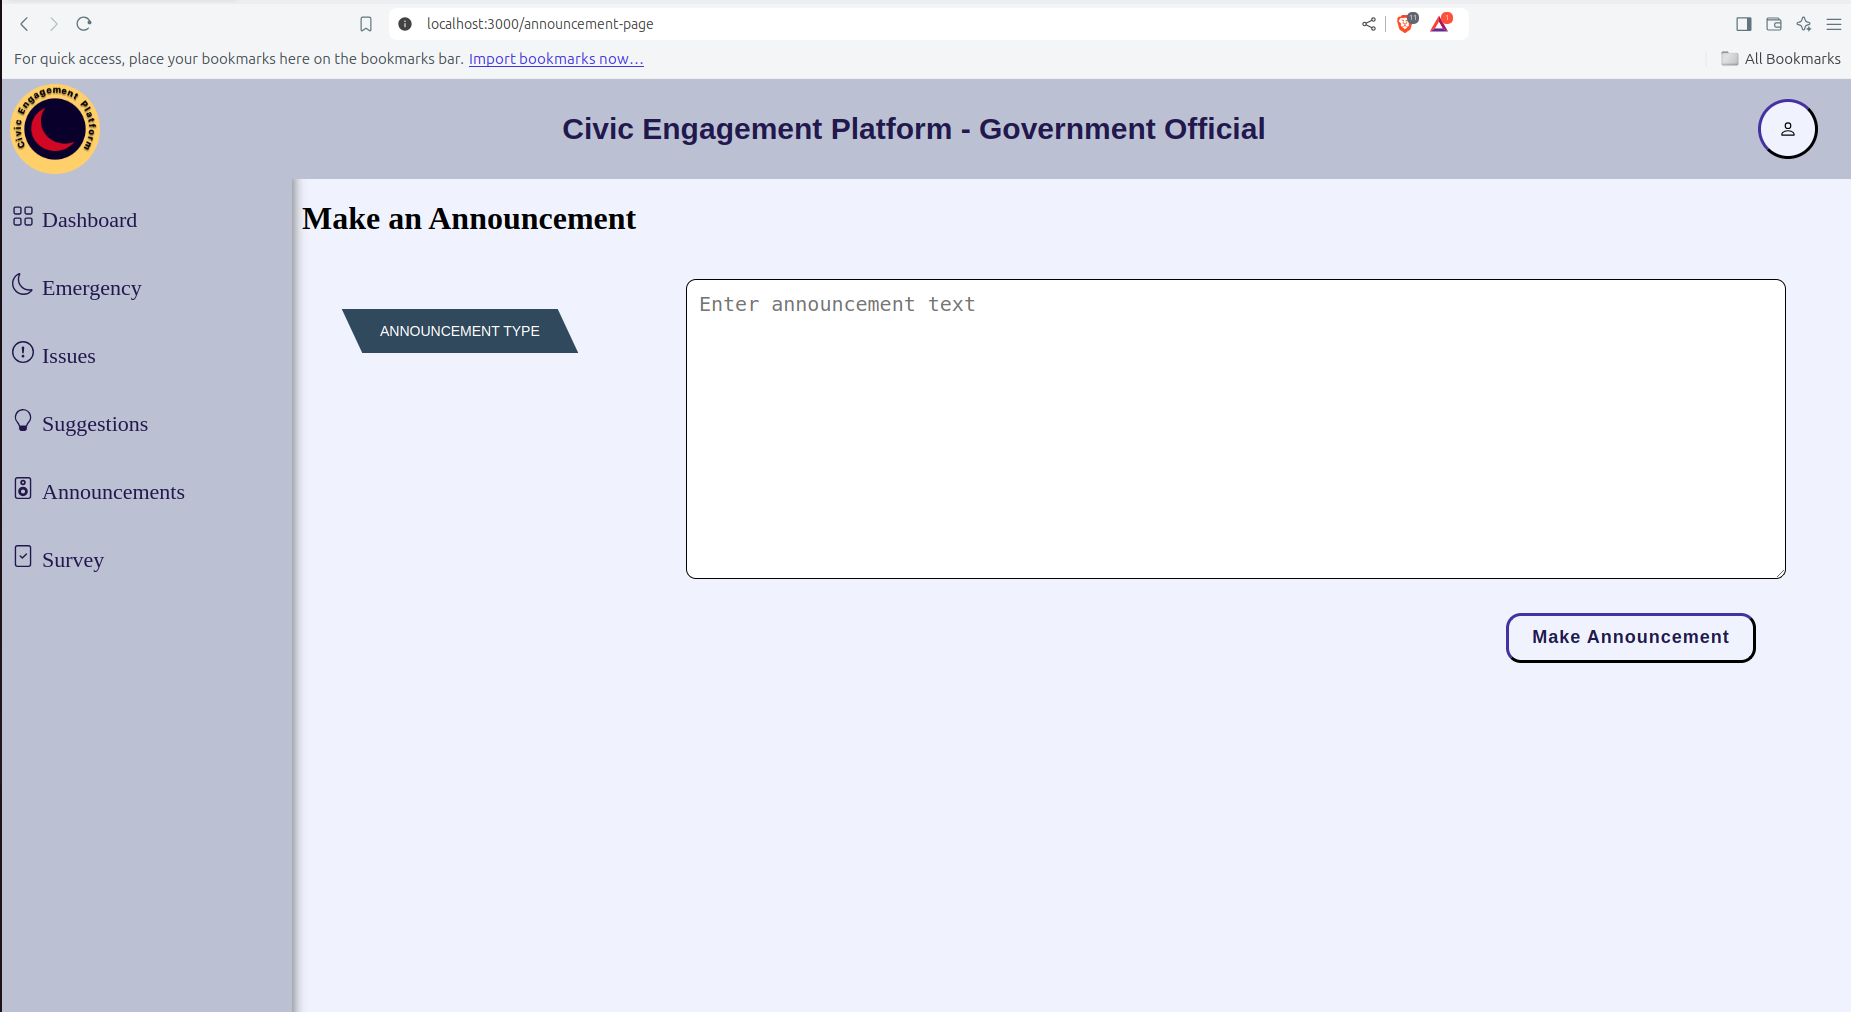 localhost:3000/announcement-page
11
1
For quick access, place your bookmarks here on the bookmarks bar. Import bookmarks now...
All Bookmarks
Civic Engagement Platform
Civic Engagement Platform - Government Official
Dashboard
Emergency
Issues
Suggestions
Announcements
Survey
Make an Announcement
ANNOUNCEMENT TYPE
Enter announcement text
Make Announcement